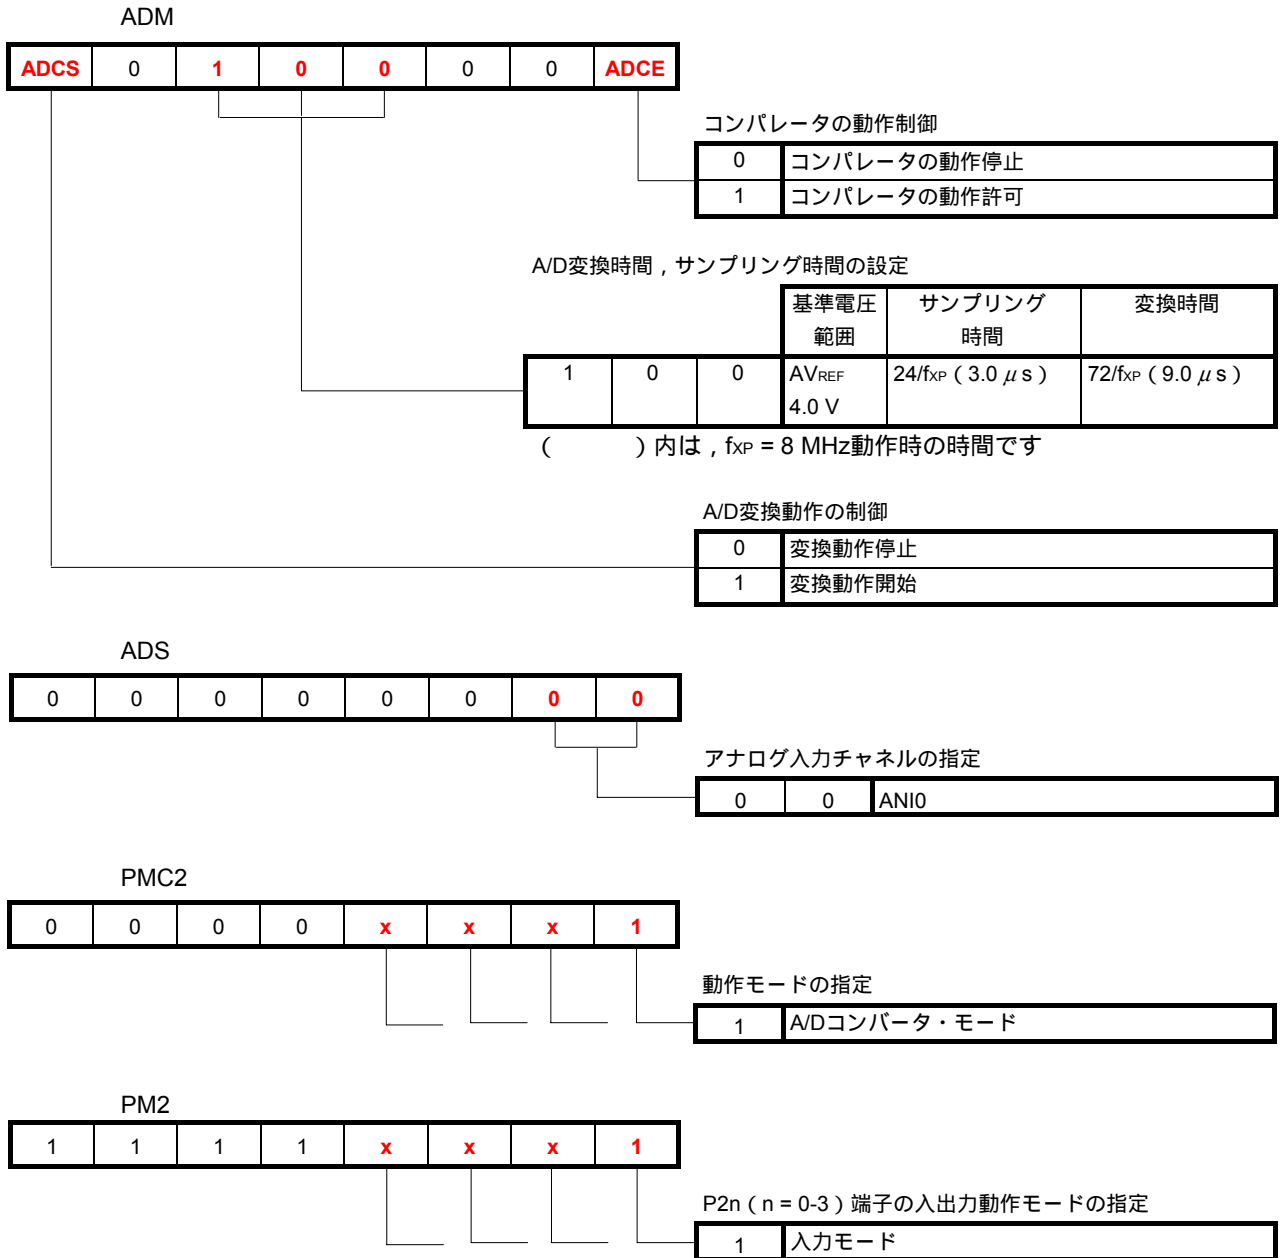 ADM
ADCS 0 1 0 0 0 0 ADCE
コンパレータの動作制御
0 コンパレータの動作停止
1 コンパレータの動作許可
A/D変換時間，サンプリング時間の設定
基準電圧 サンプリング 変換時間
範囲 時間
1 0 0 AVREF 24/fXP（3.0 μs） 72/fXP（9.0 μs）
4.0 V
（　　　）内は，fXP = 8 MHz動作時の時間です
A/D変換動作の制御
0 変換動作停止
1 変換動作開始
ADS
0 0 0 0 0 0 0 0
アナログ入力チャネルの指定
0 0 ANI0
PMC2
0 0 0 0 x x x 1
動作モードの指定
1 A/Dコンバータ・モード
PM2
1 1 1 1 x x x 1
P2n（n = 0-3）端子の入出力動作モードの指定
1 入力モード